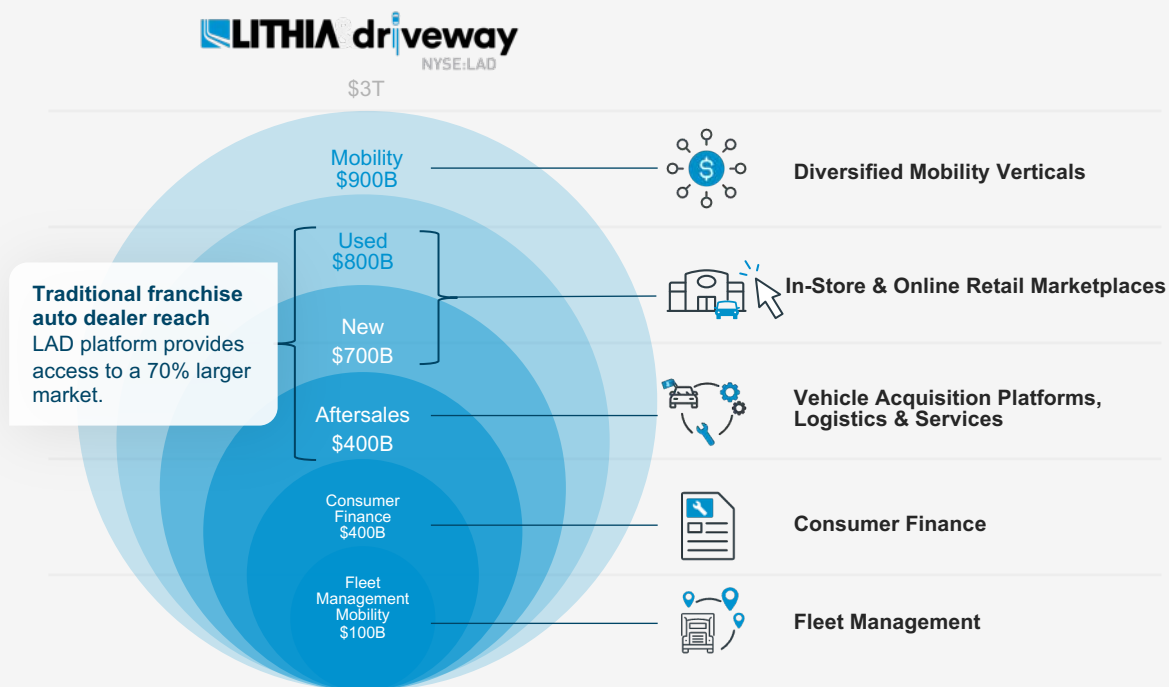 LITHIA driveway
NYSE:LAD
$3T
Mobility
$900B
Diversified Mobility Verticals
Used
$800B
In-Store & Online Retail Marketplaces
Traditional franchise
auto dealer reach
LAD platform provides
access to a 70% larger
market.
New
$700B
Aftersales
$400B
Vehicle Acquisition Platforms,
Logistics & Services
Consumer
Finance
$400B
Consumer Finance
Fleet
Management
Mobility
$100B
Fleet Management